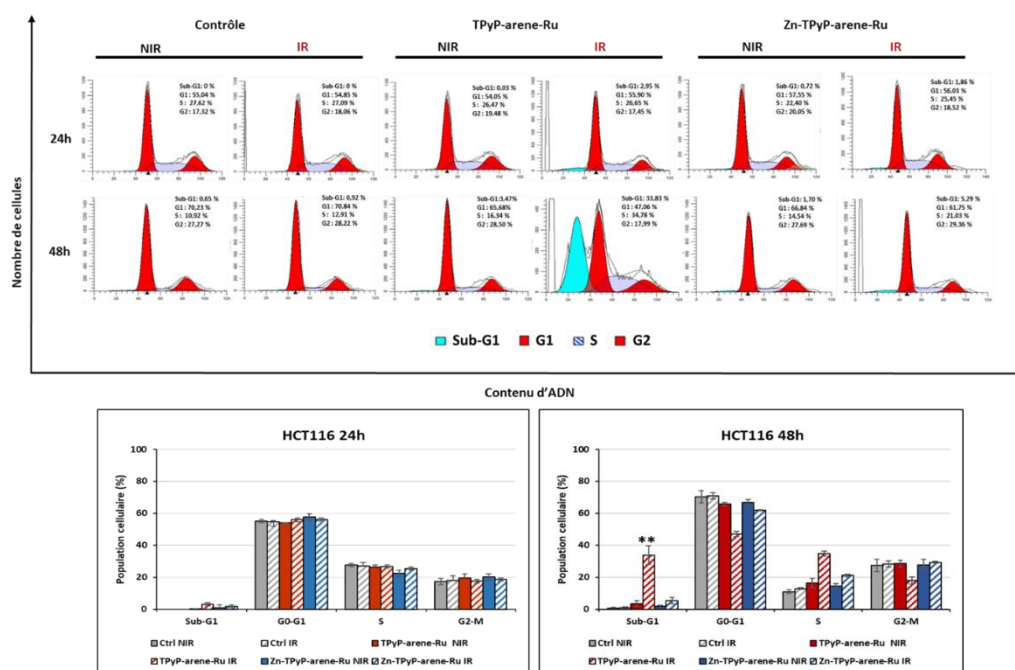 Contrôle TPyP-arene-Ru Zn-TPyP-arene-Ru
NIR IR NIR IR NIR IR
Nombre de cellules
24h
Sub-G1: 0 %
G1: 55,04 %
S : 27,62 %
G2 : 17,32 %
Sub-G1: 0 %
G1: 54,85 %
S : 27,09 %
G2 : 18,06 %
Sub-G1: 0,03 %
G1: 54,05 %
S : 26,47 %
G2 : 19,48 %
Sub-G1: 2,95 %
G1: 55,90 %
S : 26,65 %
G2 : 17,45 %
Sub-G1: 0,72 %
G1: 57,55 %
S : 22,40 %
G2 : 20,05 %
Sub-G1: 1,86 %
G1: 56,03 %
S : 25,45 %
G2 : 18,52 %
48h
Sub-G1: 0,65 %
G1: 70,23 %
S : 10,92 %
G2 : 27,27 %
Sub-G1: 0,92 %
G1: 70,84 %
S : 12,91 %
G2 : 28,22 %
Sub-G1: 3,47%
G1: 65,68%
S : 16,34 %
G2 : 28,50 %
Sub-G1: 33,83 %
G1: 47,06 %
S : 34,78 %
G2 : 17,99 %
Sub-G1: 1,70 %
G1: 66,84 %
S : 14,54 %
G2 : 27,69 %
Sub-G1: 5,29 %
G1: 61,75 %
S : 21,03 %
G2 : 29,36 %
Sub-G1 G1 S G2
Contenu d'ADN
HCT116 24h
Population cellulaire (%)
100
80
60
40
20
0
Sub-G1 G0-G1 S G2-M
Ctrl NIR Ctrl IR TPyP-arene-Ru NIR
TPyP-arene-Ru IR Zn-TPyP-arene-Ru NIR Zn-TPyP-arene-Ru IR
HCT116 48h
Population cellulaire (%)
100
80
60
40
20
0
**
Sub-G1 G0-G1 S G2-M
Ctrl NIR Ctrl IR TPyP-arene-Ru NIR
TPyP-arene-Ru IR Zn-TPyP-arene-Ru NIR Zn-TPyP-arene-Ru IR